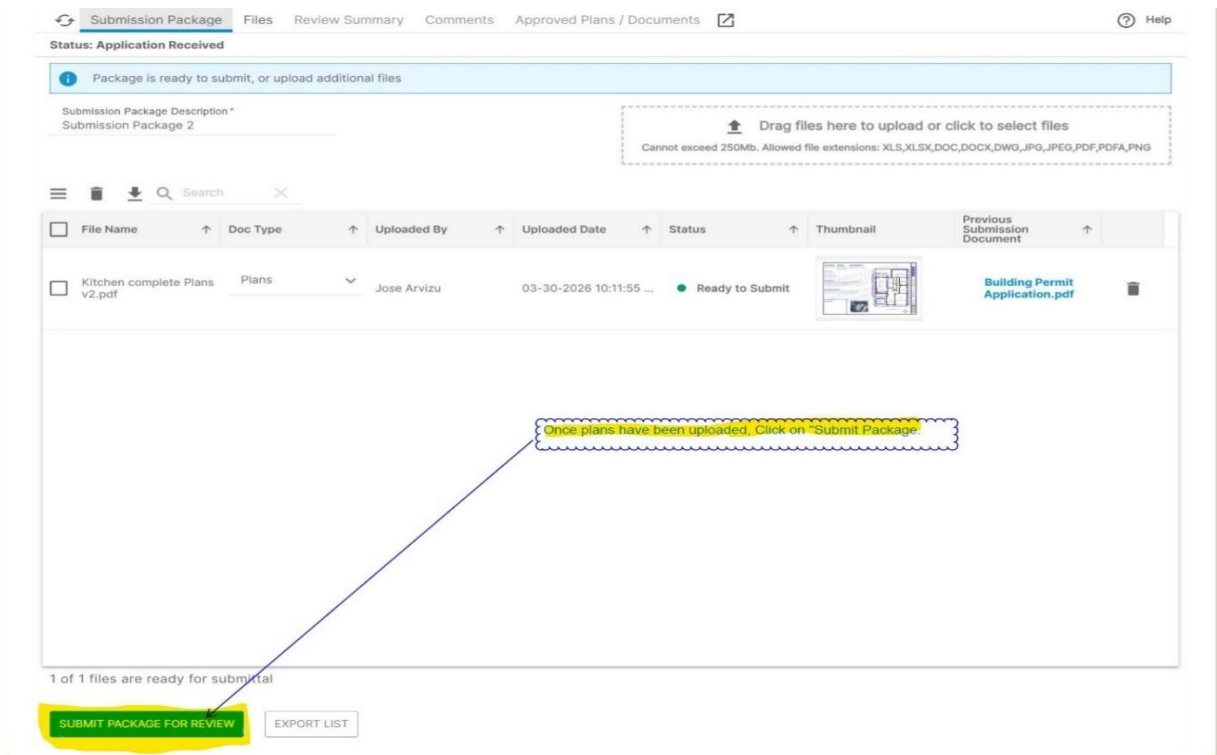 Submission Package Files Review Summary Comments Approved Plans / Documents Help
Status: Application Received
Package is ready to submit, or upload additional files
Submission Package Description*
Submission Package 2
Drag files here to upload or click to select files
Cannot exceed 250Mb. Allowed file extensions: XLS,XLSX,DOC,DOCX,DWG,JPG,JPEG,PDF,PDFA,PNG
Search
File Name Doc Type Uploaded By Uploaded Date Status Thumbnail Previous
Submission
Document
Kitchen complete Plans
v2.pdf
Plans
Jose Arvizu
03-30-2026 10:11:55 ...
Ready to Submit
Building Permit
Application.pdf
Once plans have been uploaded, Click on "Submit Package.
1 of 1 files are ready for submittal
SUBMIT PACKAGE FOR REVIEW EXPORT LIST